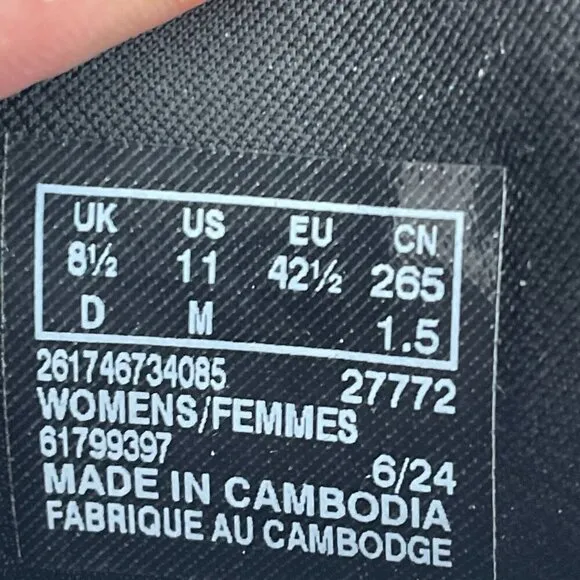 UK US EU CN
8½ 11 42½ 265
D M 1.5
261746734085 27772
WOMENS/FEMMES
61799397 6/24
MADE IN CAMBODIA
FABRIQUE AU CAMBODGE